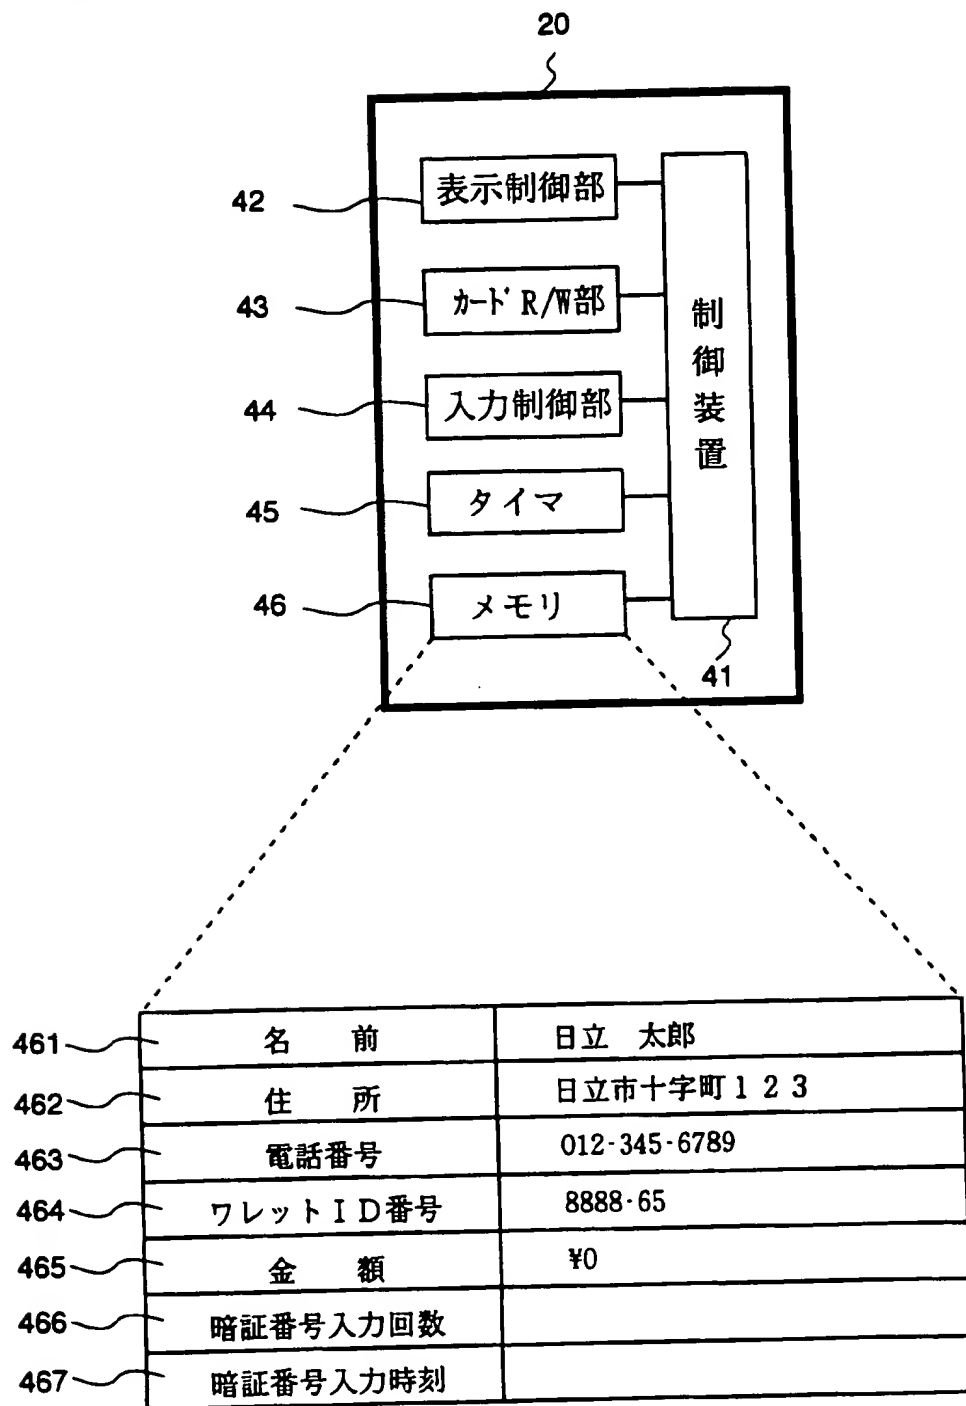 20
42 表示制御部
43 カード R/W部
44 入力制御部
45 タイマ
46 メモリ
制御装置
41
461 名 前 日立 太郎
462 住 所 日立市十字町123
463 電話番号 012-345-6789
464 ワレットID番号 8888-65
465 金 額 ¥0
466 暗証番号入力回数
467 暗証番号入力時刻